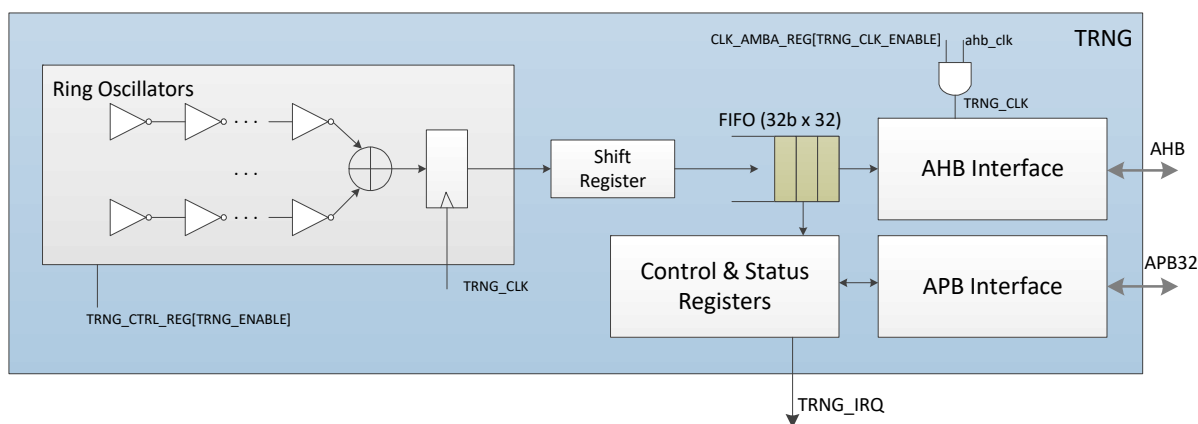 TRNG
CLK_AMBA_REG[TRNG_CLK_ENABLE]
ahb_clk
TRNG_CLK
Ring Oscillators
...
...
...
FIFO (32b x 32)
Shift
Register
AHB Interface
AHB
TRNG_CLK
TRNG_CTRL_REG[TRNG_ENABLE]
Control & Status
Registers
APB Interface
APB32
TRNG_IRQ